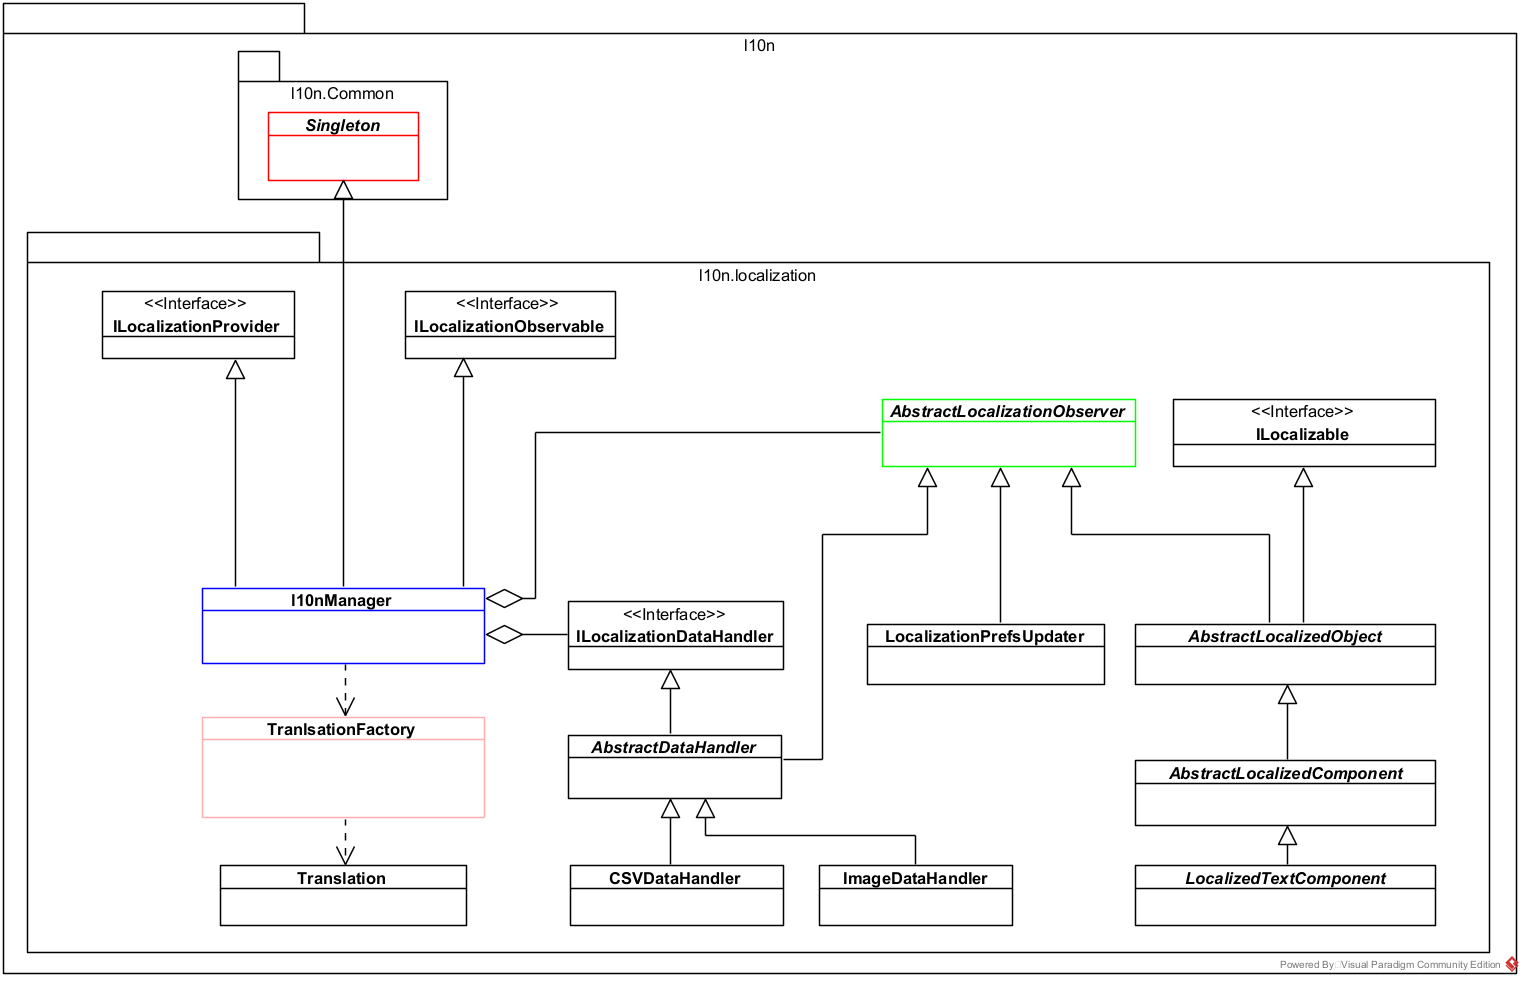 l10n
l10n.Common
Singleton
l10n.localization
<<Interface>>
ILocalizationProvider
<<Interface>>
ILocalizationObservable
AbstractLocalizationObserver
<<Interface>>
ILocalizable
l10nManager
<<Interface>>
ILocalizationDataHandler
LocalizationPrefsUpdater
AbstractLocalizedObject
TranlsationFactory
AbstractDataHandler
AbstractLocalizedComponent
Translation
CSVDataHandler
ImageDataHandler
LocalizedTextComponent
Powered By Visual Paradigm Community Edition